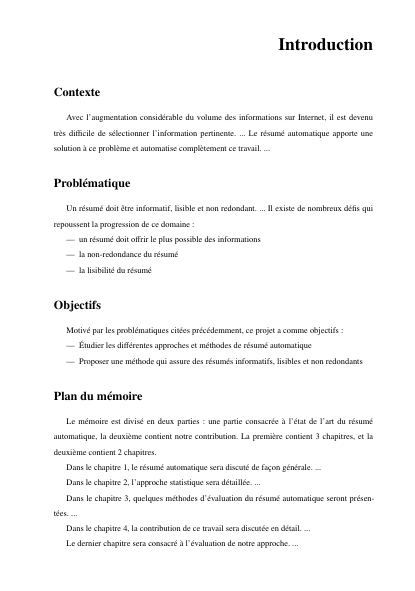 Introduction
Contexte
Avec l'augmentation considérable du volume des informations sur Internet, il est devenu
très difficile de sélectionner l'information pertinente. ... Le résumé automatique apporte une
solution à ce problème et automatise complètement ce travail. ...
Problématique
Un résumé doit être informatif, lisible et non redondant. ... Il existe de nombreux défis qui
repoussent la progression de ce domaine :
— un résumé doit offrir le plus possible des informations
— la non-redondance du résumé
— la lisibilité du résumé
Objectifs
Motivé par les problématiques citées précédemment, ce projet a comme objectifs :
— Étudier les différentes approches et méthodes de résumé automatique
— Proposer une méthode qui assure des résumés informatifs, lisibles et non redondants
Plan du mémoire
Le mémoire est divisé en deux parties : une partie consacrée à l'état de l'art du résumé
automatique, la deuxième contient notre contribution. La première contient 3 chapitres, et la
deuxième contient 2 chapitres.
Dans le chapitre 1, le résumé automatique sera discuté de façon générale. ...
Dans le chapitre 2, l'approche statistique sera détaillée. ...
Dans le chapitre 3, quelques méthodes d'évaluation du résumé automatique seront présen-
tées. ...
Dans le chapitre 4, la contribution de ce travail sera discutée en détail. ...
Le dernier chapitre sera consacré à l'évaluation de notre approche. ...